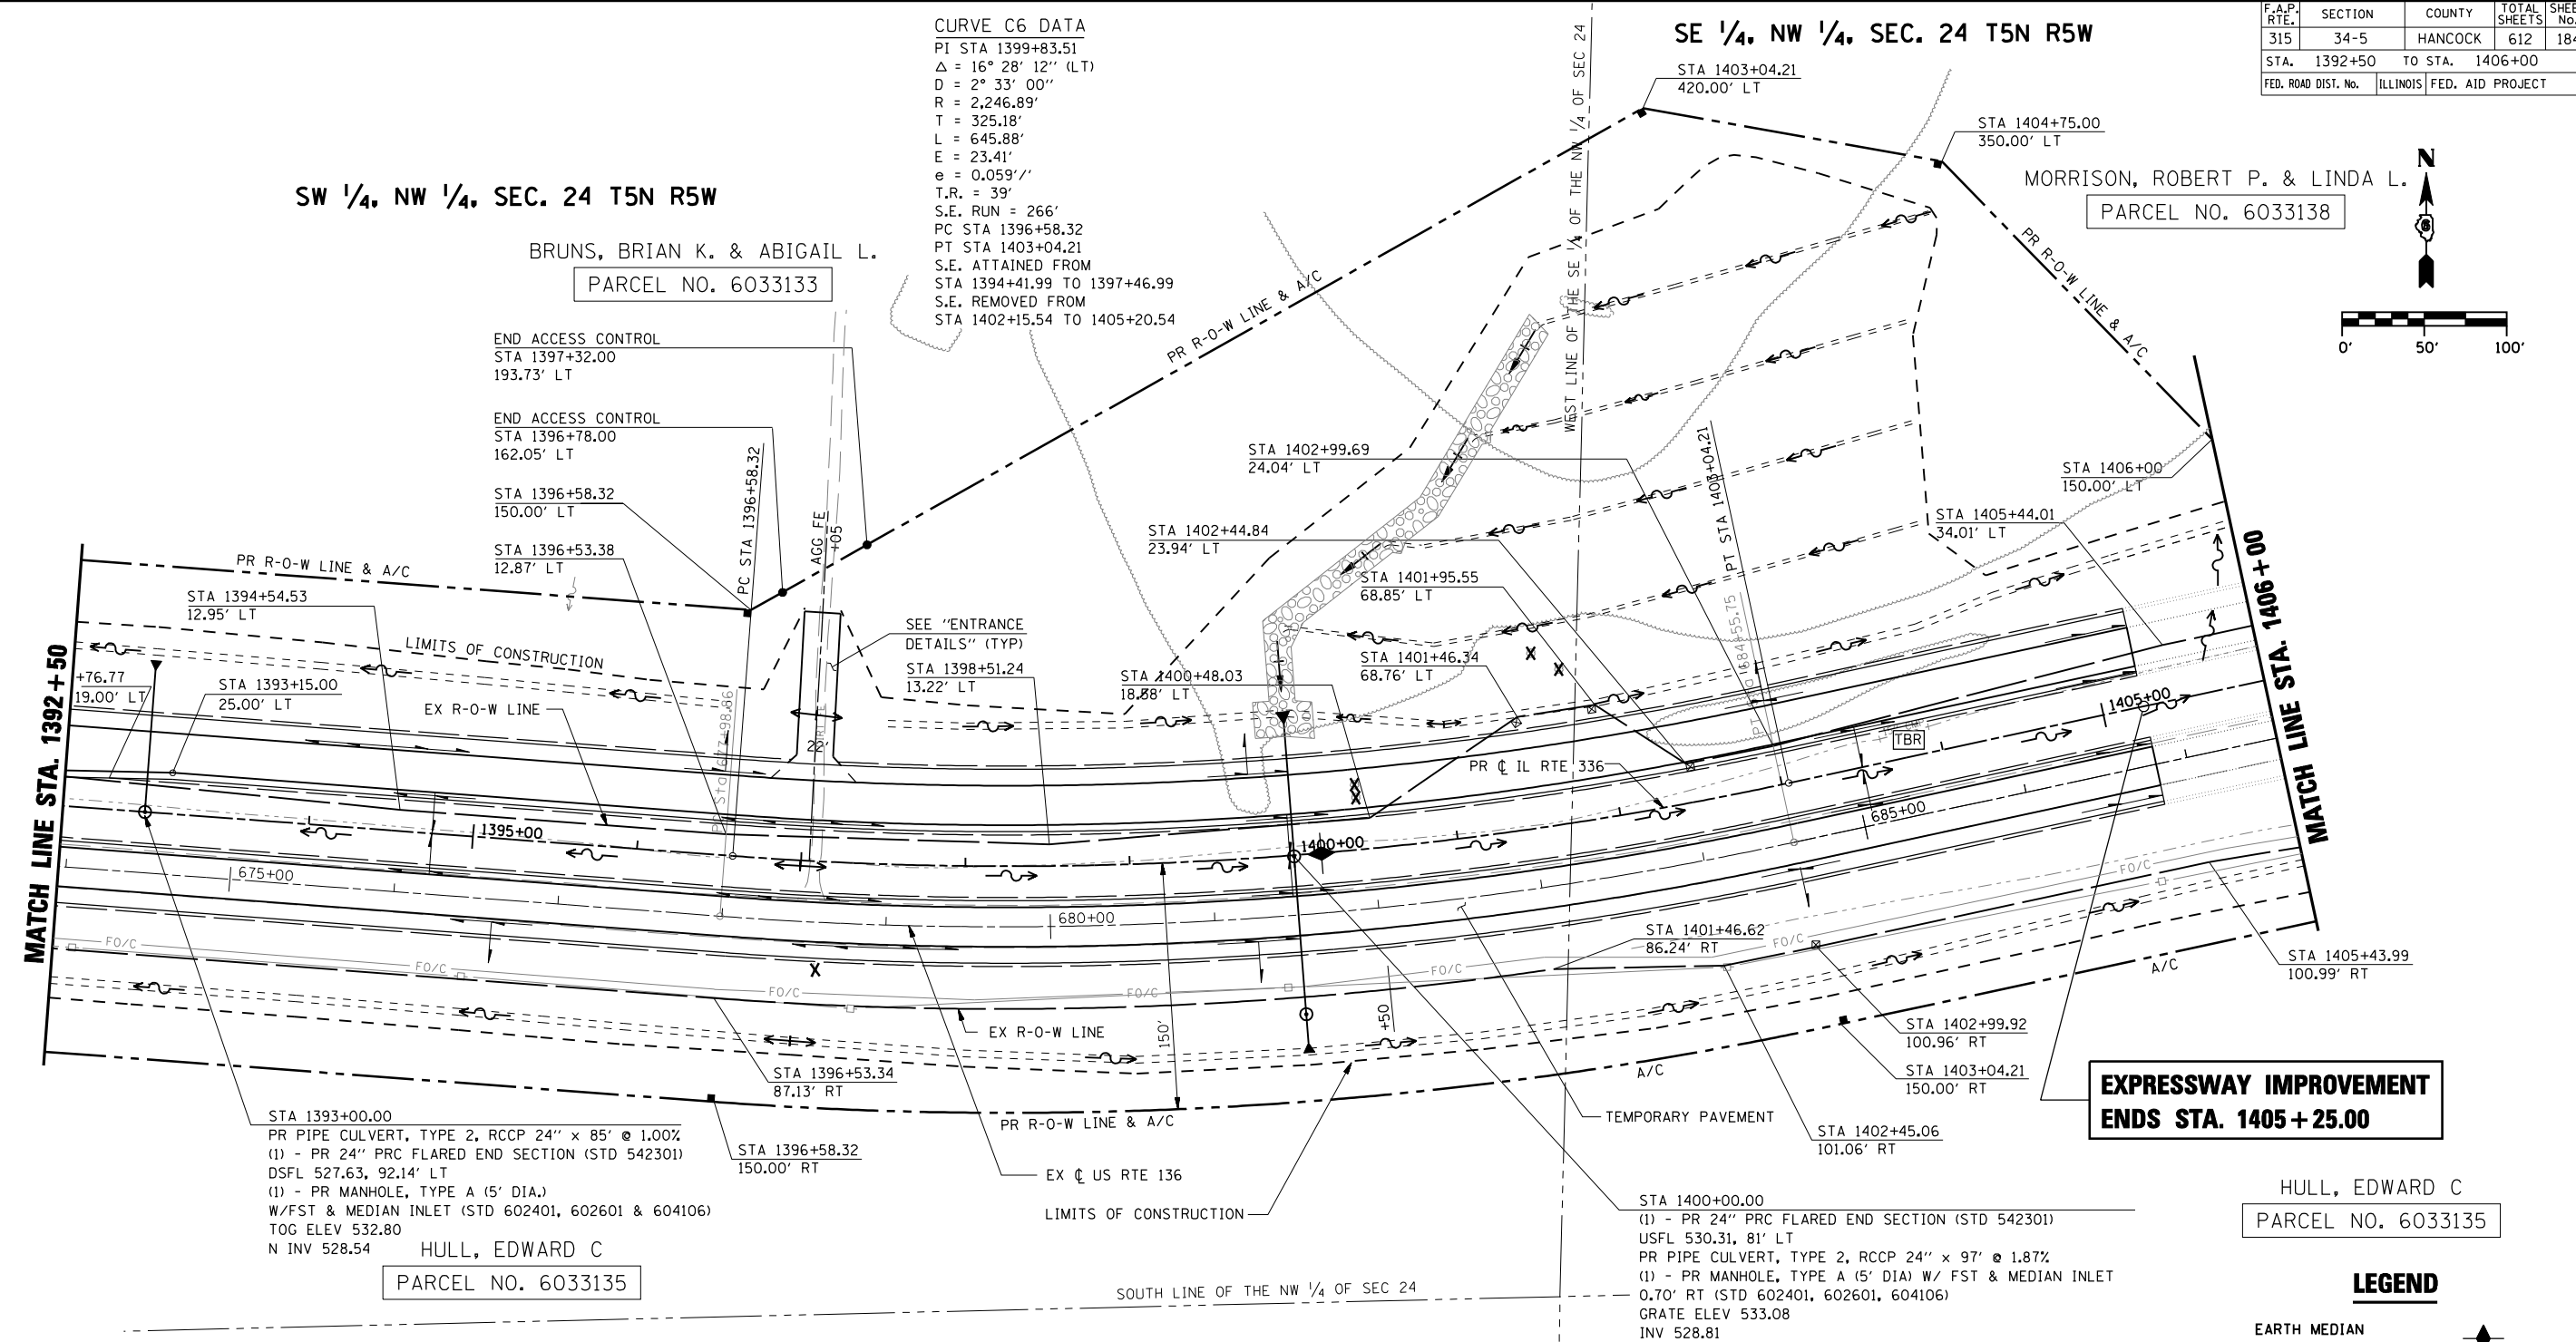 F.A.P. RTE. SECTION COUNTY TOTAL SHEETS
315 34-5 HANCOCK 612 184
STA. 1392+50 TO STA. 1406+00
FED. ROAD DIST. No. ILLINOIS FED. AID PROJECT
CURVE C6 DATA
PI STA 1399+83.51
Δ = 16° 28' 12'' (LT)
D = 2° 33' 00''
R = 2,246.89'
T = 325.18'
L = 645.88'
E = 23.41'
e = 0.059'/'
T.R. = 39'
S.E. RUN = 266'
PC STA 1396+58.32
PT STA 1403+04.21
S.E. ATTAINED FROM
STA 1394+41.99 TO 1397+46.99
S.E. REMOVED FROM
STA 1402+15.54 TO 1405+20.54
SE 1/4, NW 1/4, SEC. 24 T5N R5W
STA 1403+04.21
420.00' LT
STA 1404+75.00
350.00' LT
MORRISON, ROBERT P. & LINDA L.
PARCEL NO. 6033138
N
6
0' 50' 100'
SW 1/4, NW 1/4, SEC. 24 T5N R5W
BRUNS, BRIAN K. & ABIGAIL L.
PARCEL NO. 6033133
WEST LINE OF THE SE 1/4 OF THE NW 1/4 OF SEC 24
PR R-O-W LINE & A/C
PR R-O-W LINE & A/C
END ACCESS CONTROL
STA 1397+32.00
193.73' LT
END ACCESS CONTROL
STA 1396+78.00
162.05' LT
STA 1396+58.32
150.00' LT
STA 1396+53.38
12.87' LT
PC STA 1396+58.32
AGG FE
+05
STA 1402+99.69
24.04' LT
PT STA 1403+04.21
STA 1402+44.84
23.94' LT
STA 1401+95.55
68.85' LT
STA 1401+46.34
68.76' LT
STA 1406+00
150.00' LT
STA 1405+44.01
34.01' LT
PR R-O-W LINE & A/C
STA 1394+54.53
12.95' LT
LIMITS OF CONSTRUCTION
SEE "ENTRANCE
DETAILS" (TYP)
STA 1398+51.24
13.22' LT
STA 1400+48.03
18.58' LT
+76.77
19.00' LT
STA 1393+15.00
25.00' LT
EX R-O-W LINE
22'
PR ℄ IL RTE 336
TBR
MATCH LINE STA. 1392+50
MATCH LINE STA. 1406+00
1395+00
1400+00
1405+00
675+00
680+00
685+00
FO/C
FO/C
FO/C
FO/C
FO/C
FO/C
FO/C
X
X
X
X
X
EX R-O-W LINE
150'
+50
STA 1401+46.62
86.24' RT
STA 1405+43.99
100.99' RT
A/C
A/C
STA 1402+99.92
100.96' RT
STA 1403+04.21
150.00' RT
STA 1402+45.06
101.06' RT
STA 1396+53.34
87.13' RT
STA 1396+58.32
150.00' RT
PR R-O-W LINE & A/C
TEMPORARY PAVEMENT
EX ℄ US RTE 136
LIMITS OF CONSTRUCTION
EXPRESSWAY IMPROVEMENT
ENDS STA. 1405+25.00
STA 1393+00.00
PR PIPE CULVERT, TYPE 2, RCCP 24'' x 85' @ 1.00%
(1) - PR 24'' PRC FLARED END SECTION (STD 542301)
DSFL 527.63, 92.14' LT
(1) - PR MANHOLE, TYPE A (5' DIA.)
W/FST & MEDIAN INLET (STD 602401, 602601 & 604106)
TOG ELEV 532.80
N INV 528.54
HULL, EDWARD C
PARCEL NO. 6033135
STA 1400+00.00
(1) - PR 24'' PRC FLARED END SECTION (STD 542301)
USFL 530.31, 81' LT
PR PIPE CULVERT, TYPE 2, RCCP 24'' x 97' @ 1.87%
(1) - PR MANHOLE, TYPE A (5' DIA) W/ FST & MEDIAN INLET
0.70' RT (STD 602401, 602601, 604106)
GRATE ELEV 533.08
INV 528.81
HULL, EDWARD C
PARCEL NO. 6033135
SOUTH LINE OF THE NW 1/4 OF SEC 24
LEGEND
EARTH MEDIAN